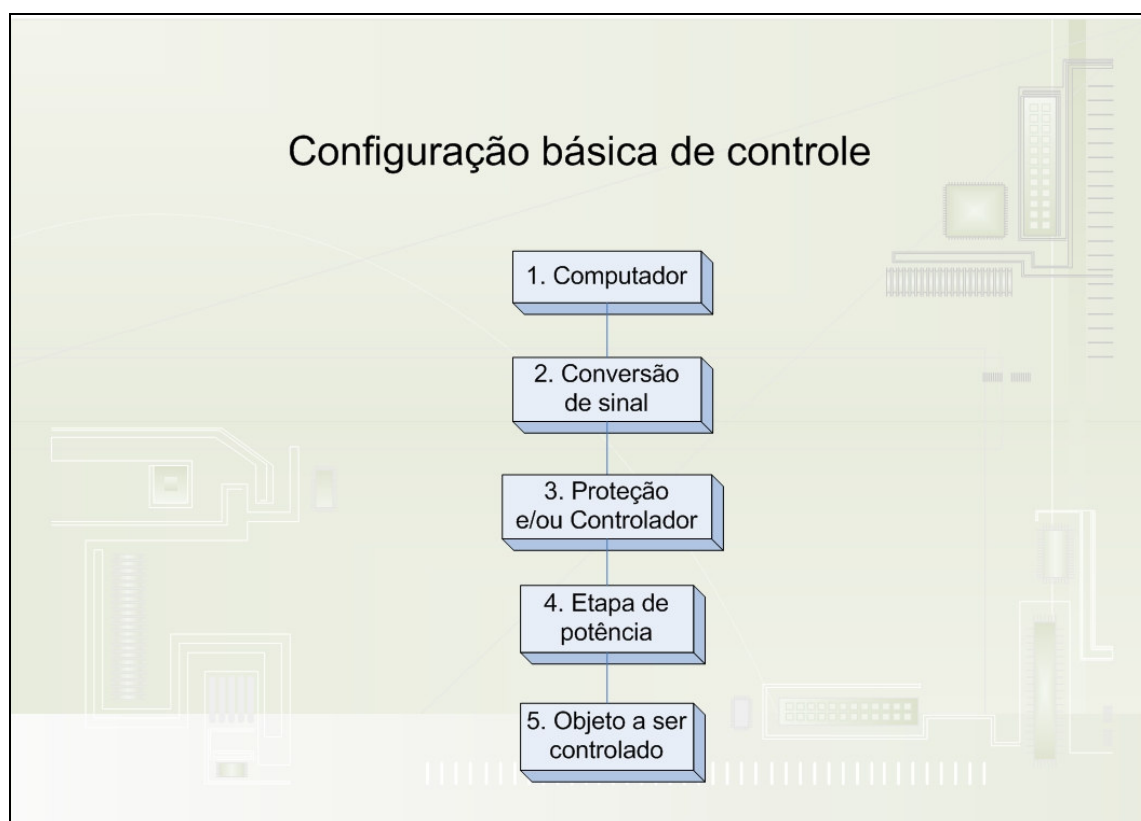 Configuração básica de controle
1. Computador
2. Conversão
de sinal
3. Proteção
e/ou Controlador
4. Etapa de
potência
5. Objeto a ser
controlado